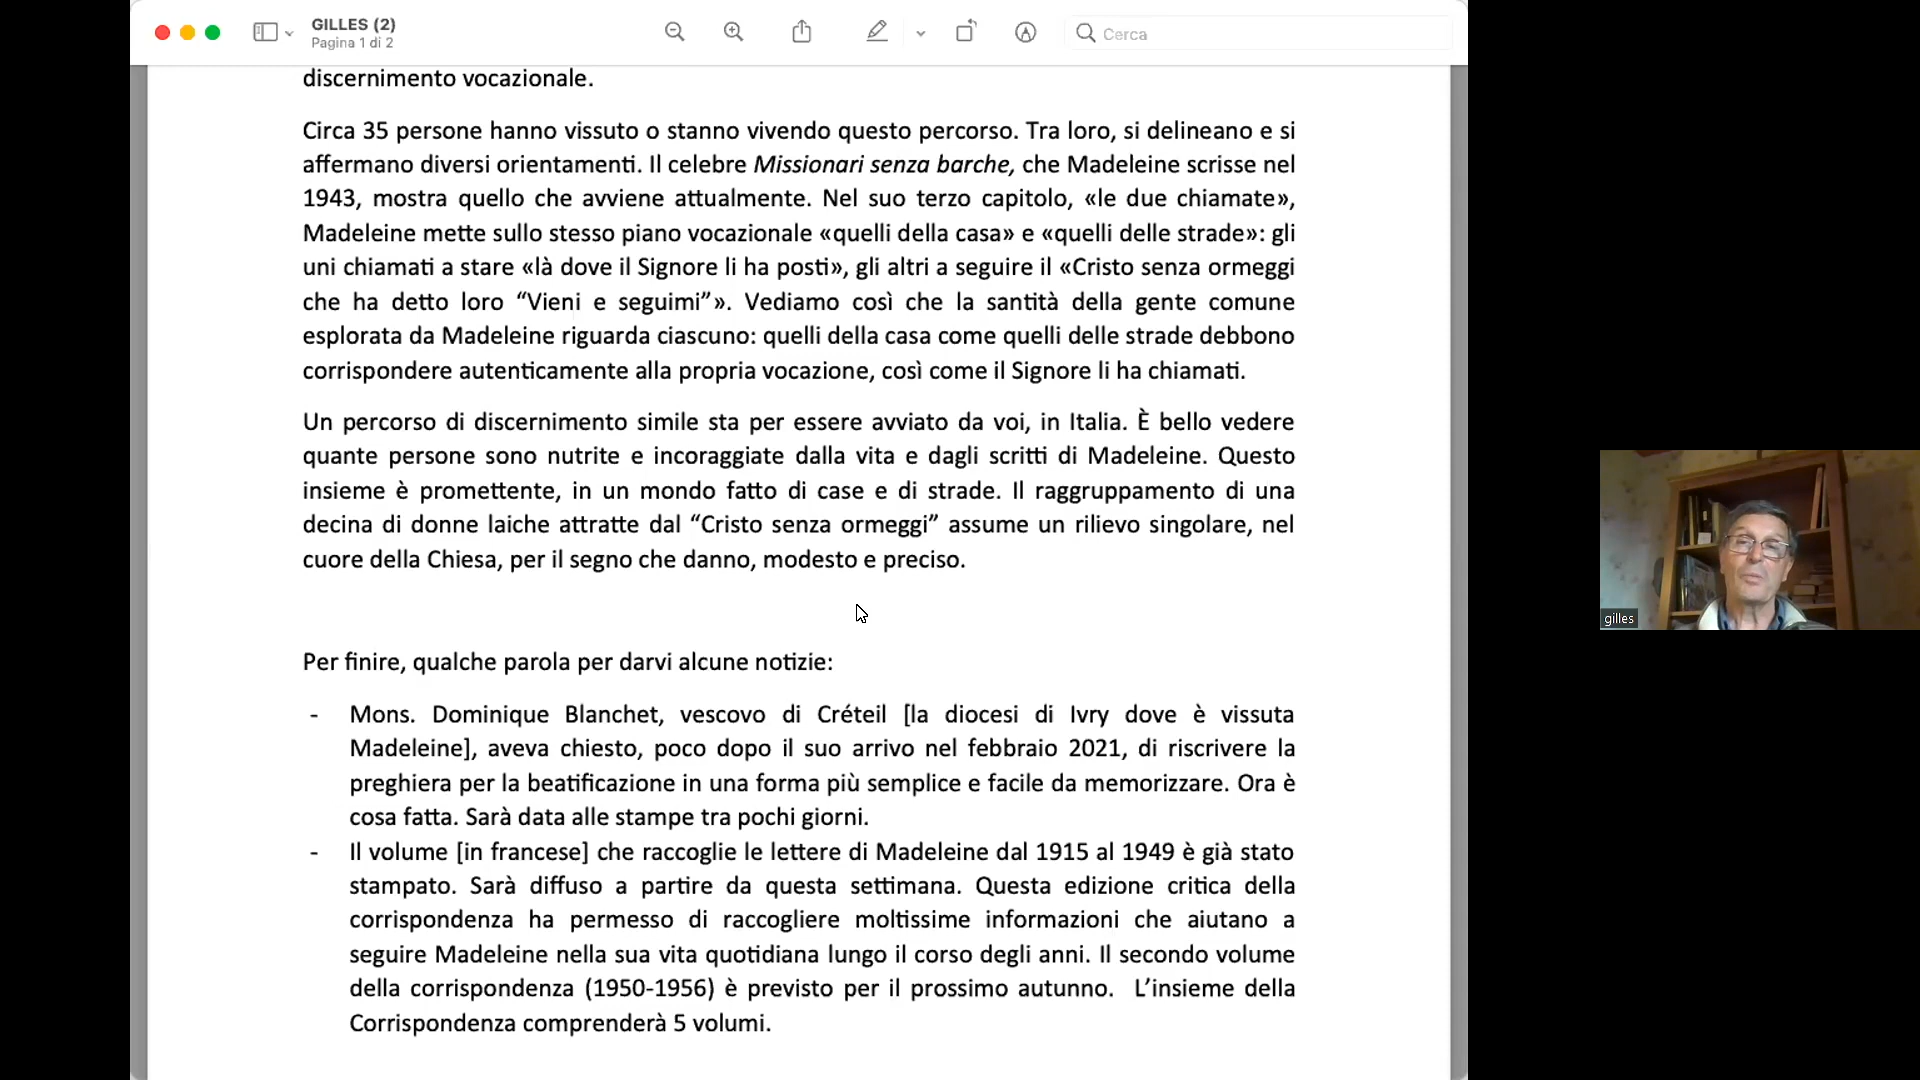 GILLES (2)
Pagina 1 di 2
Cerca
discernimento vocazionale.
Circa 35 persone hanno vissuto o stanno vivendo questo percorso. Tra loro, si delineano e si
affermano diversi orientamenti. Il celebre Missionari senza barche, che Madeleine scrisse nel
1943, mostra quello che avviene attualmente. Nel suo terzo capitolo, «le due chiamate»,
Madeleine mette sullo stesso piano vocazionale «quelli della casa» e «quelli delle strade»: gli
uni chiamati a stare «là dove il Signore li ha posti», gli altri a seguire il «Cristo senza ormeggi
che ha detto loro “Vieni e seguimi”». Vediamo così che la santità della gente comune
esplorata da Madeleine riguarda ciascuno: quelli della casa come quelli delle strade debbono
corrispondere autenticamente alla propria vocazione, così come il Signore li ha chiamati.
Un percorso di discernimento simile sta per essere avviato da voi, in Italia. È bello vedere
quante persone sono nutrite e incoraggiate dalla vita e dagli scritti di Madeleine. Questo
insieme è promettente, in un mondo fatto di case e di strade. Il raggruppamento di una
decina di donne laiche attratte dal “Cristo senza ormeggi” assume un rilievo singolare, nel
cuore della Chiesa, per il segno che danno, modesto e preciso.
Per finire, qualche parola per darvi alcune notizie:
- Mons. Dominique Blanchet, vescovo di Créteil [la diocesi di Ivry dove è vissuta
Madeleine], aveva chiesto, poco dopo il suo arrivo nel febbraio 2021, di riscrivere la
preghiera per la beatificazione in una forma più semplice e facile da memorizzare. Ora è
cosa fatta. Sarà data alle stampe tra pochi giorni.
- Il volume [in francese] che raccoglie le lettere di Madeleine dal 1915 al 1949 è già stato
stampato. Sarà diffuso a partire da questa settimana. Questa edizione critica della
corrispondenza ha permesso di raccogliere moltissime informazioni che aiutano a
seguire Madeleine nella sua vita quotidiana lungo il corso degli anni. Il secondo volume
della corrispondenza (1950-1956) è previsto per il prossimo autunno. L’insieme della
Corrispondenza comprenderà 5 volumi.
gilles